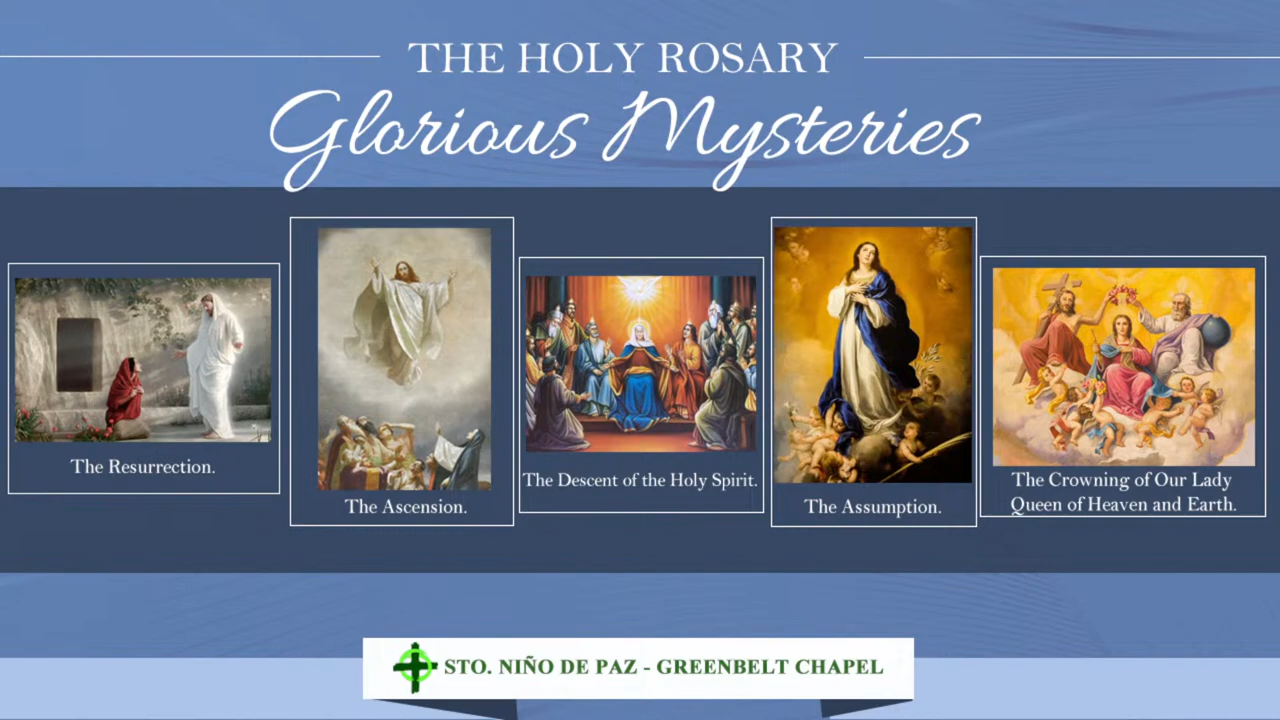 THE HOLY ROSARY
Glorious Mysteries
The Resurrection.
The Ascension.
The Descent of the Holy Spirit.
The Assumption.
The Crowning of Our Lady
Queen of Heaven and Earth.
STO. NIÑO DE PAZ - GREENBELT CHAPEL